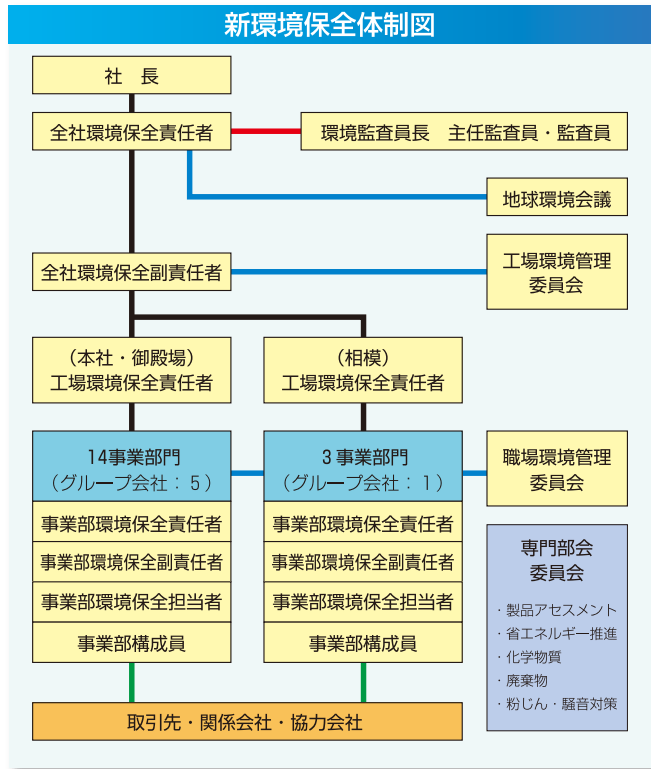 新環境保全体制図
社　長
全社環境保全責任者
環境監査員長　主任監査員・監査員
地球環境会議
全社環境保全副責任者
工場環境管理
委員会
（本社・御殿場）
工場環境保全責任者
（相模）
工場環境保全責任者
14事業部門
（グループ会社：５）
３事業部門
（グループ会社：１）
職場環境管理
委員会
事業部環境保全責任者
事業部環境保全副責任者
事業部環境保全担当者
事業部構成員
事業部環境保全責任者
事業部環境保全副責任者
事業部環境保全担当者
事業部構成員
専門部会
委員会
・製品アセスメント
・省エネルギー推進
・化学物質
・廃棄物
・粉じん・騒音対策
取引先・関係会社・協力会社